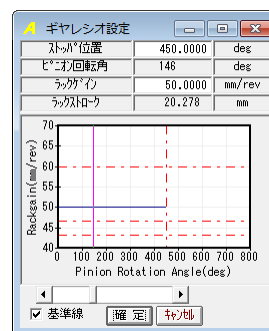 ギヤレシオ設定
ｽﾄｯﾊﾟ位置 450.0000 deg
ﾋﾟﾆｵﾝ回転角 146 deg
ﾗｯｸｹﾞｲﾝ 50.0000 mm/rev
ﾗｯｸｽﾄﾛｰｸ 20.278 mm
Rackgain(mm/rev)
70
65
60
55
50
45
40
0 100 200 300 400 500 600 700 800
Pinion Rotation Angle(deg)
基準線 確 定 ｷｬﾝｾﾙ